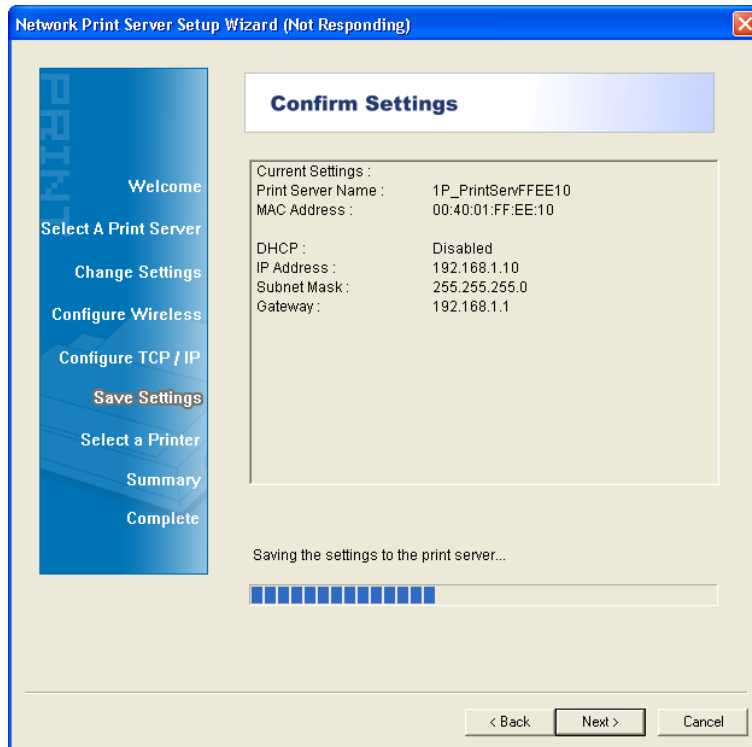 Network Print Server Setup Wizard (Not Responding)
PRINT
Welcome
Select A Print Server
Change Settings
Configure Wireless
Configure TCP / IP
Save Settings
Select a Printer
Summary
Complete
Confirm Settings
Current Settings :
Print Server Name : 1P_PrintServFFEE10
MAC Address : 00:40:01:FF:EE:10
DHCP : Disabled
IP Address : 192.168.1.10
Subnet Mask : 255.255.255.0
Gateway : 192.168.1.1
Saving the settings to the print server...
< Back Next > Cancel